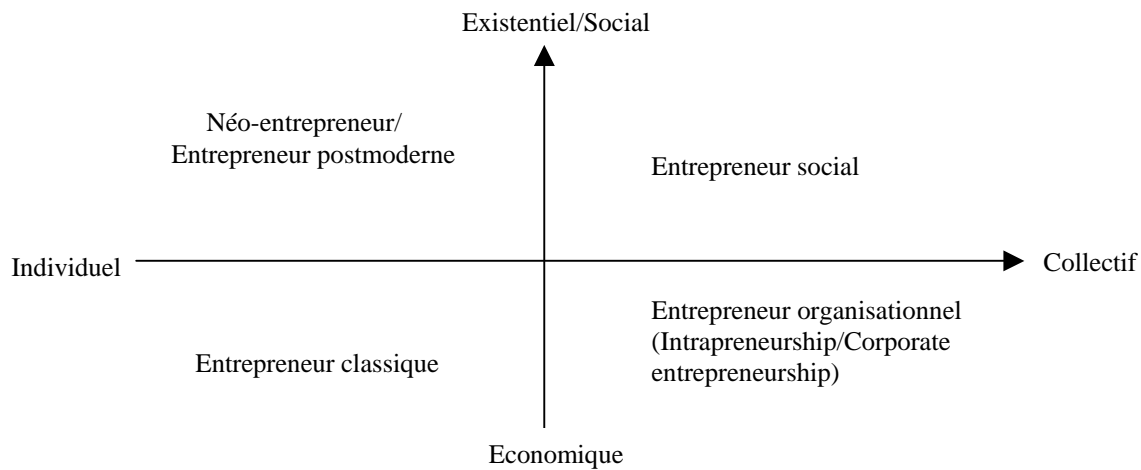 Existentiel/Social
Néo-entrepreneur/
Entrepreneur postmoderne
Entrepreneur social
Individuel
Collectif
Entrepreneur organisationnel
(Intrapreneurship/Corporate
entrepreneurship)
Entrepreneur classique
Economique